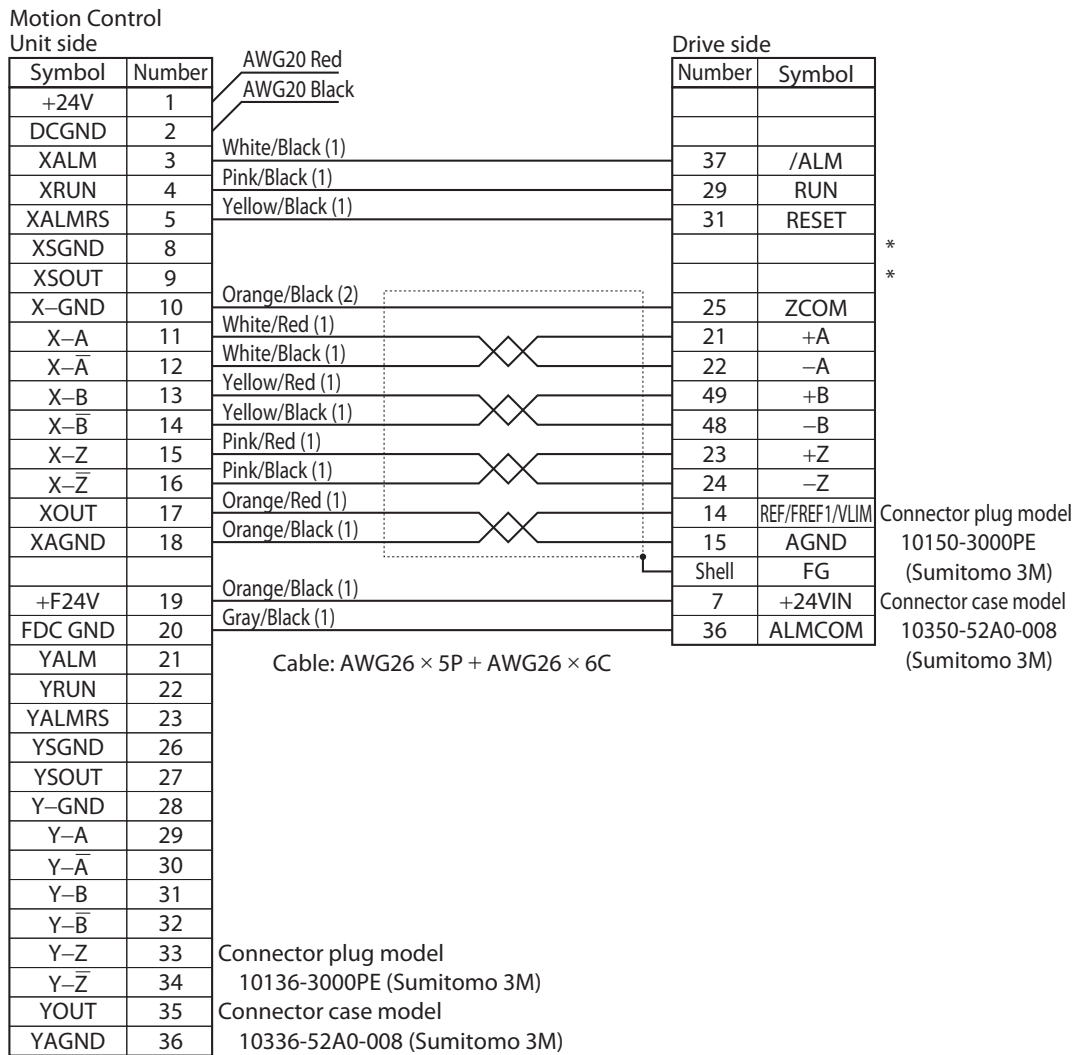 Motion Control
Unit side
Drive side
Symbol Number AWG20 Red Number Symbol
+24V 1 AWG20 Black
DCGND 2
XALM 3 White/Black (1) 37 /ALM
XRUN 4 Pink/Black (1) 29 RUN
XALMRS 5 Yellow/Black (1) 31 RESET
XSGND 8 *
XSOUT 9 *
X–GND 10 Orange/Black (2) 25 ZCOM
X–A 11 White/Red (1) 21 +A
X–A̅ 12 White/Black (1) 22 –A
X–B 13 Yellow/Red (1) 49 +B
X–B̅ 14 Yellow/Black (1) 48 –B
X–Z 15 Pink/Red (1) 23 +Z
X–Z̅ 16 Pink/Black (1) 24 –Z
XOUT 17 Orange/Red (1) 14 REF/FREF1/VLIM Connector plug model
XAGND 18 Orange/Black (1) 15 AGND 10150-3000PE
Shell FG (Sumitomo 3M)
+F24V 19 Orange/Black (1) 7 +24VIN Connector case model
FDC GND 20 Gray/Black (1) 36 ALMCOM 10350-52A0-008
YALM 21 Cable: AWG26 × 5P + AWG26 × 6C (Sumitomo 3M)
YRUN 22
YALMRS 23
YSGND 26
YSOUT 27
Y–GND 28
Y–A 29
Y–A̅ 30
Y–B 31
Y–B̅ 32
Y–Z 33 Connector plug model
Y–Z̅ 34 10136-3000PE (Sumitomo 3M)
YOUT 35 Connector case model
YAGND 36 10336-52A0-008 (Sumitomo 3M)